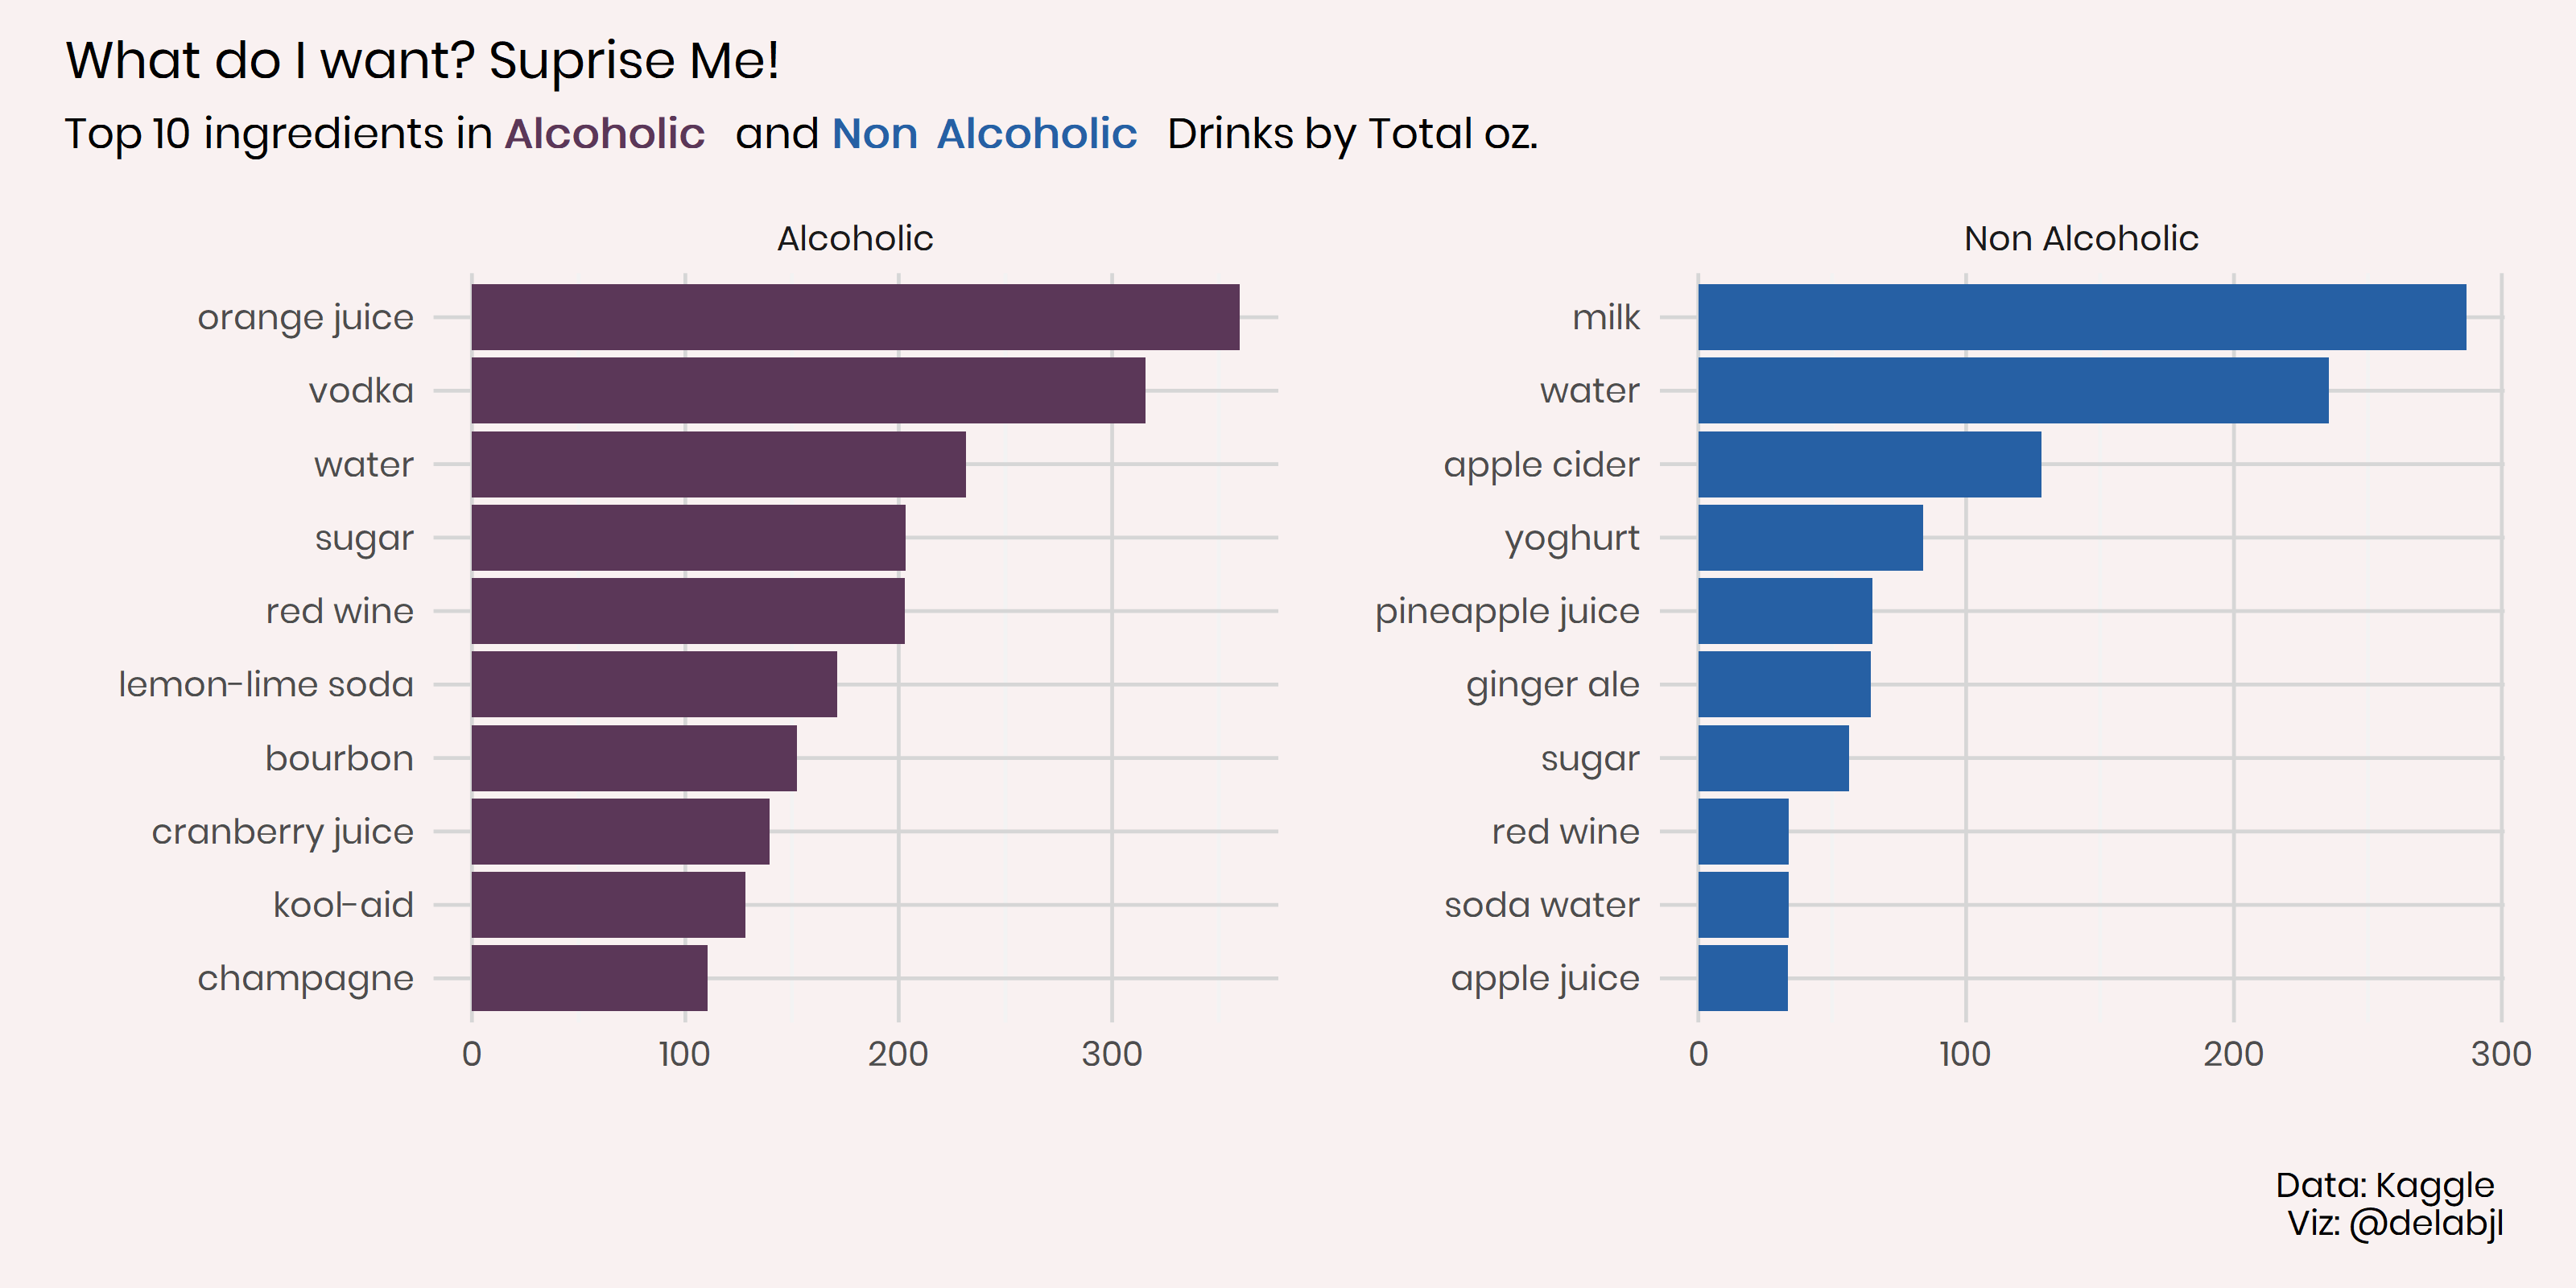 What do I want? Suprise Me!
Top 10 ingredients in Alcoholic and Non Alcoholic Drinks by Total oz.
Alcoholic
orange juice
vodka
water
sugar
red wine
lemon-lime soda
bourbon
cranberry juice
kool-aid
champagne
0 100 200 300
Non Alcoholic
milk
water
apple cider
yoghurt
pineapple juice
ginger ale
sugar
red wine
soda water
apple juice
0 100 200 300
Data: Kaggle
Viz: @delabjl